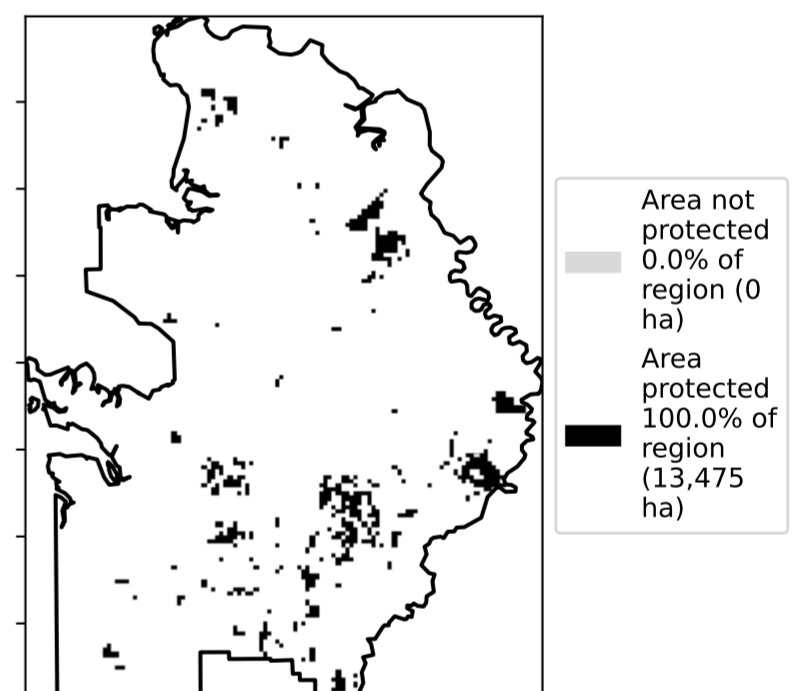 Area not
protected
0.0% of
region (0
ha)
Area
protected
100.0% of
region
(13,475
ha)